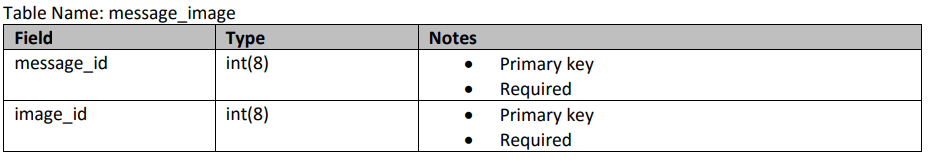 Table Name: message_image
Field Type Notes
message_id int(8) • Primary key
• Required
image_id int(8) • Primary key
• Required